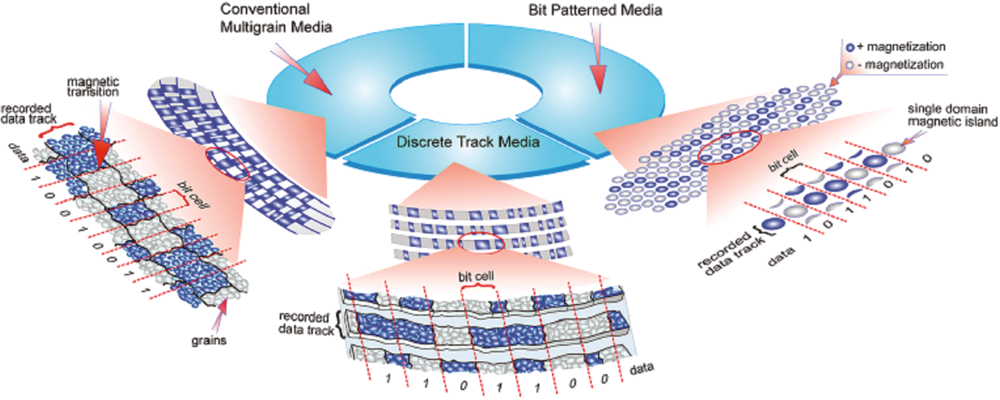 Conventional
Multigrain Media
Bit Patterned Media
Discrete Track Media
+ magnetization
- magnetization
magnetic
transition
recorded
data track
data
1
0
0
1
0
0
1
1
bit cell
grains
single domain
magnetic island
bit cell
0
1
0
1
1
0
1
recorded
data track
data
bit cell
recorded
data track
1 1 0 1 1 0 0 data